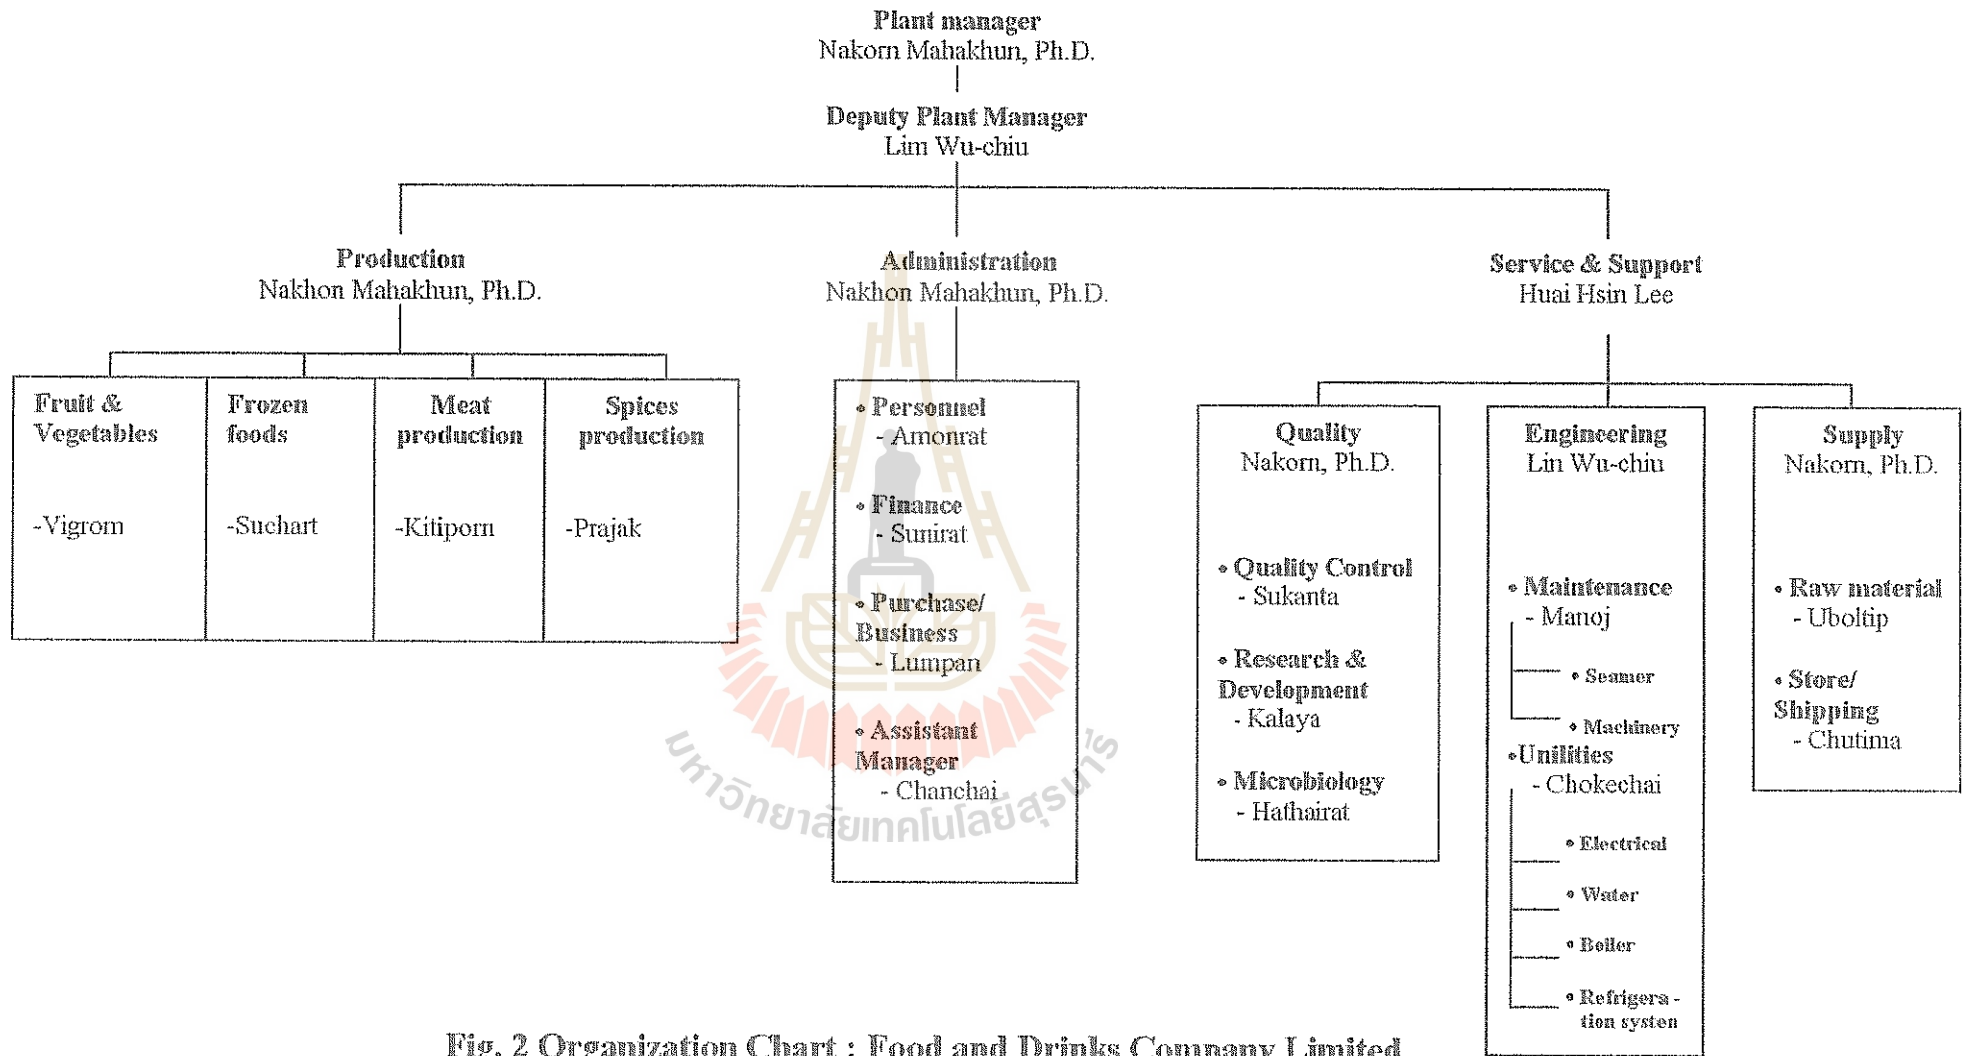 Plant manager
Nakorn Mahakhun, Ph.D.
Deputy Plant Manager
Lim Wu-chiu
Production
Nakhon Mahakhun, Ph.D.
Administration
Nakhon Mahakhun, Ph.D.
Service & Support
Huai Hsin Lee
Fruit &
Vegetables
-Vigrom
Frozen
foods
-Suchart
Meat
production
-Kitiporn
Spices
production
-Prajak
• Personnel
- Amonrat
• Finance
- Sunirat
• Purchase/
Business
- Lumpan
• Assistant
Manager
- Chanchai
Quality
Nakorn, Ph.D.
• Quality Control
- Sukanta
• Research &
Development
- Kalaya
• Microbiology
- Hathairat
Engineering
Lin Wu-chiu
• Maintenance
- Manoj
• Seamer
• Machinery
•Unilities
- Chokechai
• Electrical
• Water
• Boiler
• Refrigera -
tion systen
Supply
Nakorn, Ph.D.
• Raw material
- Uboltip
• Store/
Shipping
- Chutima
มหาวิทยาลัยเทคโนโลยีสุรนารี
Fig. 2 Organization Chart : Food and Drinks Company Limited